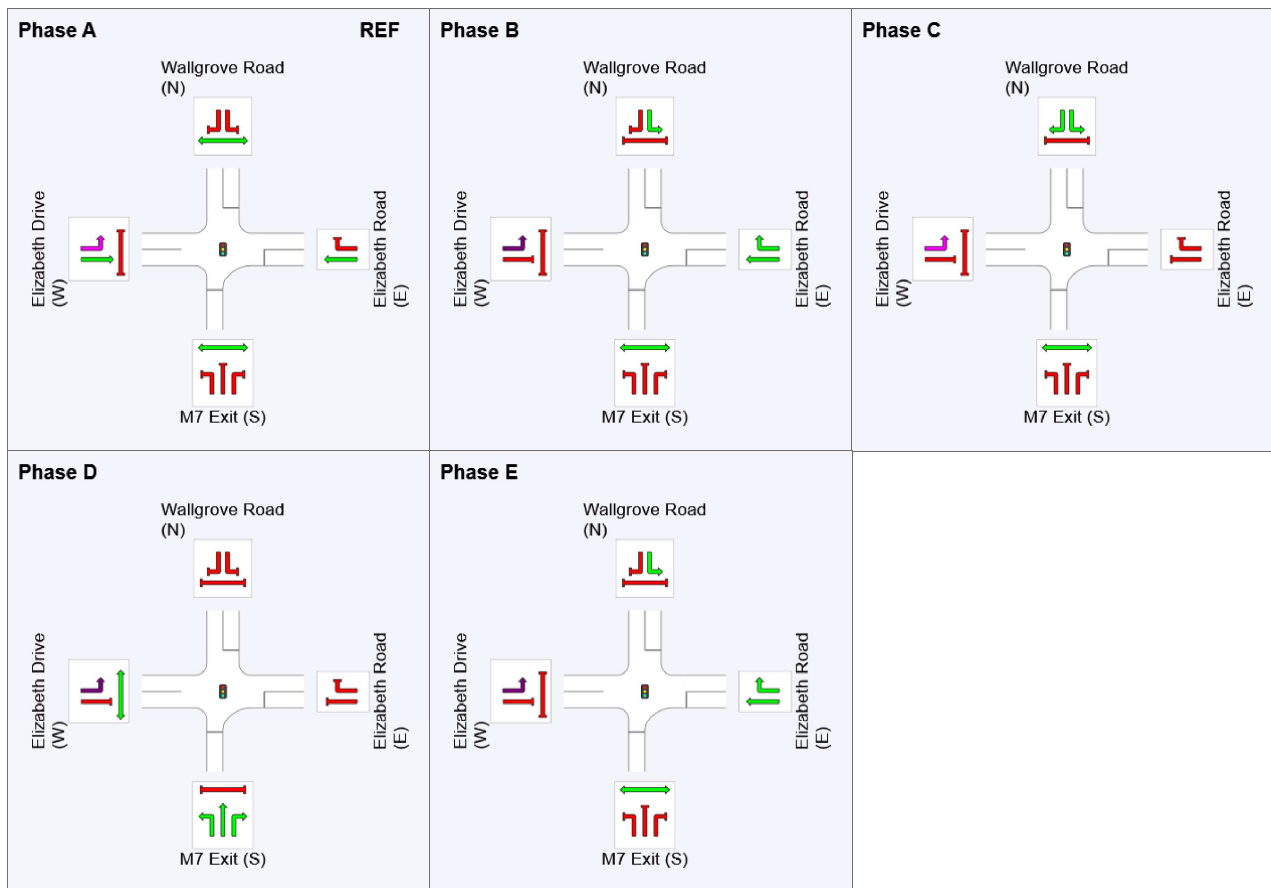 Phase A
REF
Wallgrove Road
(N)
Elizabeth Drive
(W)
Elizabeth Road
(E)
M7 Exit (S)
Phase B
Wallgrove Road
(N)
Elizabeth Drive
(W)
Elizabeth Road
(E)
M7 Exit (S)
Phase C
Wallgrove Road
(N)
Elizabeth Drive
(W)
Elizabeth Road
(E)
M7 Exit (S)
Phase D
Wallgrove Road
(N)
Elizabeth Drive
(W)
Elizabeth Road
(E)
M7 Exit (S)
Phase E
Wallgrove Road
(N)
Elizabeth Drive
(W)
Elizabeth Road
(E)
M7 Exit (S)